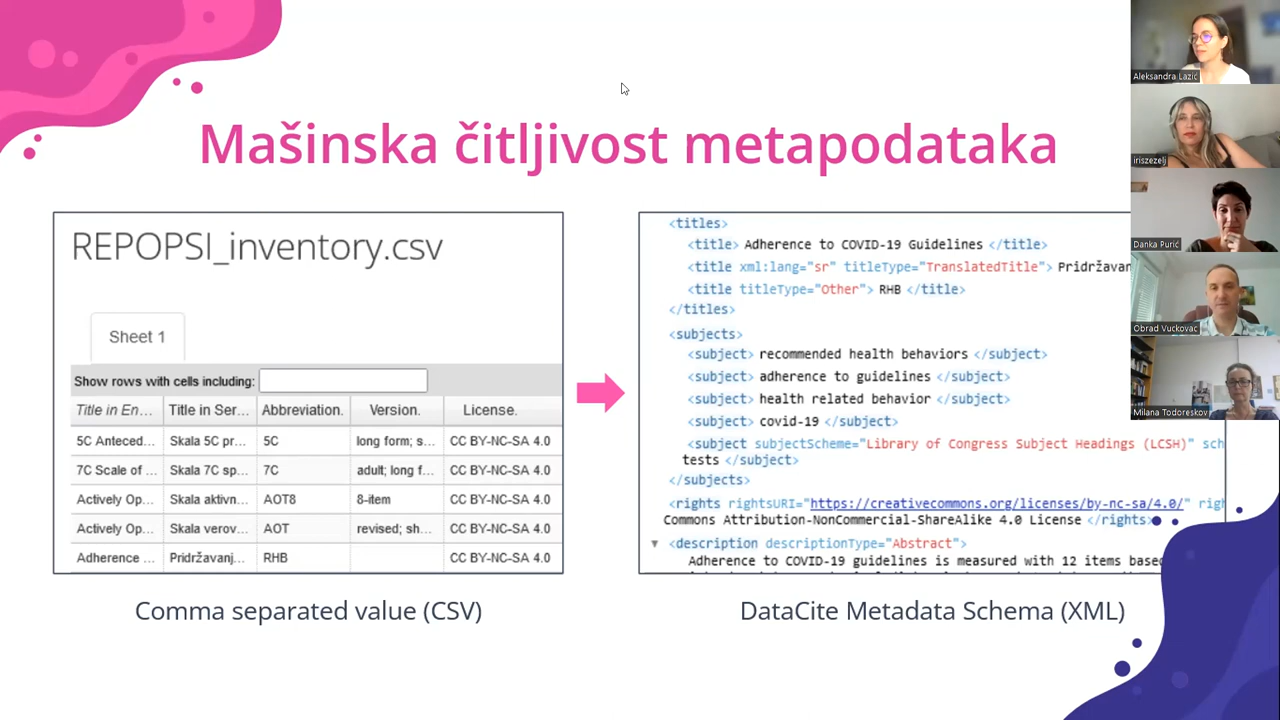 Mašinska čitljivost metapodataka
REPOPSI_inventory.csv
Sheet 1
Show rows with cells including:
Title in En... Title in Ser... Abbreviation. Version. License.
5C Anteced... Skala 5C pr... 5C long form; s... CC BY-NC-SA 4.0
7C Scale of ... Skala 7C sp... 7C adult; long f... CC BY-NC-SA 4.0
Actively Op... Skala aktivn... AOT8 8-item CC BY-NC-SA 4.0
Actively Op... Skala verov... AOT revised; sh... CC BY-NC-SA 4.0
Adherence ... Pridržavanj... RHB CC BY-NC-SA 4.0
Comma separated value (CSV)
<titles>
<title> Adherence to COVID-19 Guidelines </title>
<title xml:lang="sr" titleType="TranslatedTitle"> Pridržavan
<title titleType="Other"> RHB </title>
</titles>
<subjects>
<subject> recommended health behaviors </subject>
<subject> adherence to guidelines </subject>
<subject> health related behavior </subject>
<subject> covid-19 </subject>
<subject subjectScheme="Library of Congress Subject Headings (LCSH)" sch
tests </subject>
</subjects>
<rights rightsURI="https://creativecommons.org/licenses/by-nc-sa/4.0/" righ
Commons Attribution-NonCommercial-ShareAlike 4.0 License </rights>
<description descriptionType="Abstract">
Adherence to COVID-19 guidelines is measured with 12 items base
DataCite Metadata Schema (XML)
Aleksandra Lazić
iriszezelj
Danka Purić
Obrad Vuckovac
Milana Todoreskov